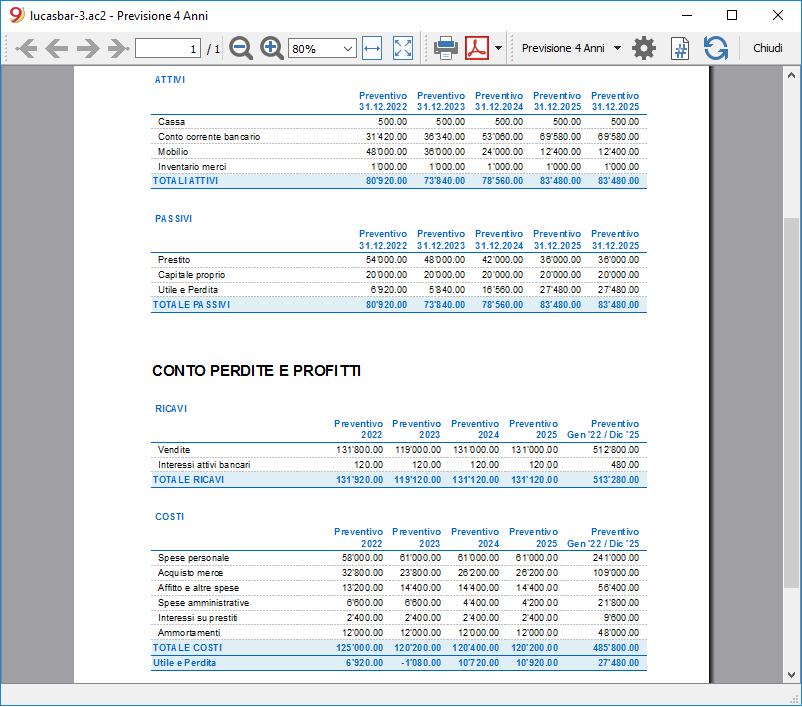 lucasbar-3.ac2 - Previsione 4 Anni
1 / 1 80% Previsione 4 Anni Chiudi
ATTIVI
Preventivo Preventivo Preventivo Preventivo Preventivo
31.12.2022 31.12.2023 31.12.2024 31.12.2025 31.12.2025
Cassa 500.00 500.00 500.00 500.00 500.00
Conto corrente bancario 31'420.00 36'340.00 53'060.00 69'580.00 69'580.00
Mobilio 48'000.00 36'000.00 24'000.00 12'400.00 12'400.00
Inventario merci 1'000.00 1'000.00 1'000.00 1'000.00 1'000.00
TOTALI ATTIVI 80'920.00 73'840.00 78'560.00 83'480.00 83'480.00
PASSIVI
Preventivo Preventivo Preventivo Preventivo Preventivo
31.12.2022 31.12.2023 31.12.2024 31.12.2025 31.12.2025
Prestito 54'000.00 48'000.00 42'000.00 36'000.00 36'000.00
Capitale proprio 20'000.00 20'000.00 20'000.00 20'000.00 20'000.00
Utile e Perdita 6'920.00 5'840.00 16'560.00 27'480.00 27'480.00
TOTALE PASSIVI 80'920.00 73'840.00 78'560.00 83'480.00 83'480.00
CONTO PERDITE E PROFITTI
RICAVI
Preventivo Preventivo Preventivo Preventivo Preventivo
2022 2023 2024 2025 Gen '22 / Dic '25
Vendite 131'800.00 119'000.00 131'000.00 131'000.00 512'800.00
Interessi attivi bancari 120.00 120.00 120.00 120.00 480.00
TOTALE RICAVI 131'920.00 119'120.00 131'120.00 131'120.00 513'280.00
COSTI
Preventivo Preventivo Preventivo Preventivo Preventivo
2022 2023 2024 2025 Gen '22 / Dic '25
Spese personale 58'000.00 61'000.00 61'000.00 61'000.00 241'000.00
Acquisto merce 32'800.00 23'800.00 26'200.00 26'200.00 109'000.00
Affitto e altre spese 13'200.00 14'400.00 14'400.00 14'400.00 56'400.00
Spese amministrative 6'600.00 6'600.00 4'400.00 4'200.00 21'800.00
Interessi su prestiti 2'400.00 2'400.00 2'400.00 2'400.00 9'600.00
Ammortamenti 12'000.00 12'000.00 12'000.00 12'000.00 48'000.00
TOTALE COSTI 125'000.00 120'200.00 120'400.00 120'200.00 485'800.00
Utile e Perdita 6'920.00 -1'080.00 10'720.00 10'920.00 27'480.00